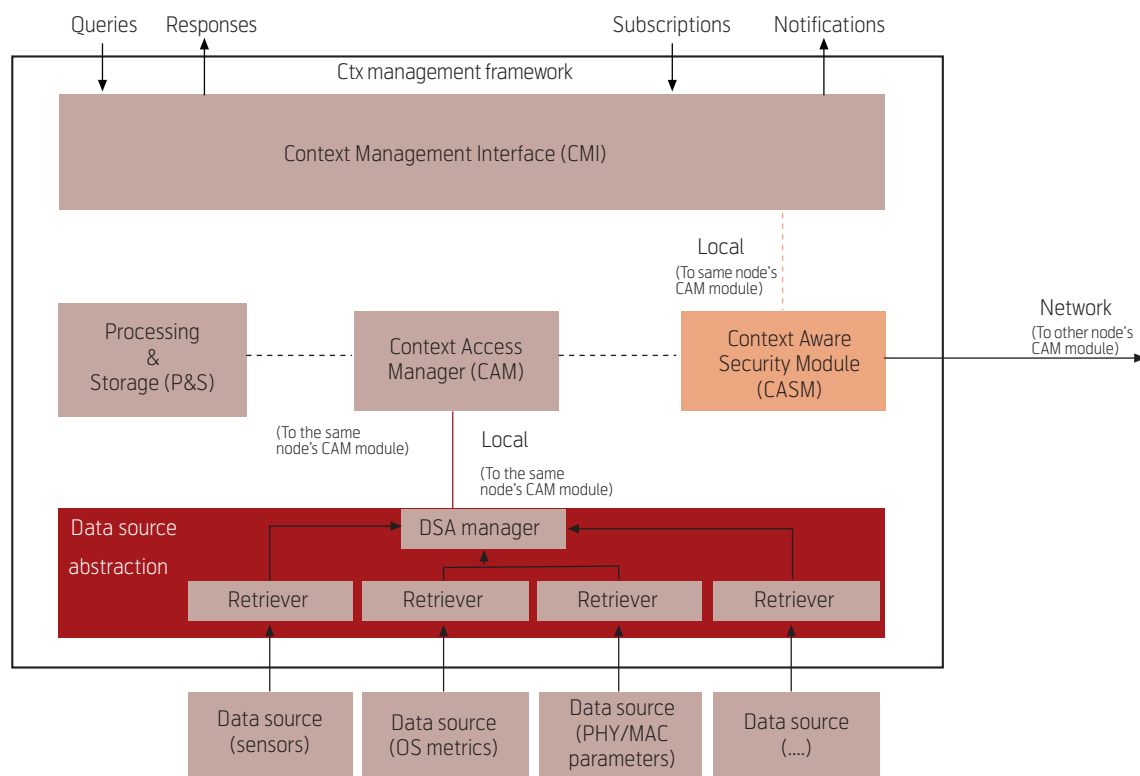 Queries
Responses
Subscriptions
Notifications
Ctx management framework
Context Management Interface (CMI)
Local
(To same node's
CAM module)
Processing
&
Storage (P&S)
Context Access
Manager (CAM)
Context Aware
Security Module
(CASM)
Network
(To other node's
CAM module)
(To the same
node's CAM module)
Local
(To the same
node's CAM module)
Data source
abstraction
DSA manager
Retriever
Retriever
Retriever
Retriever
Data source
(sensors)
Data source
(OS metrics)
Data source
(PHY/MAC
parameters)
Data source
(....)